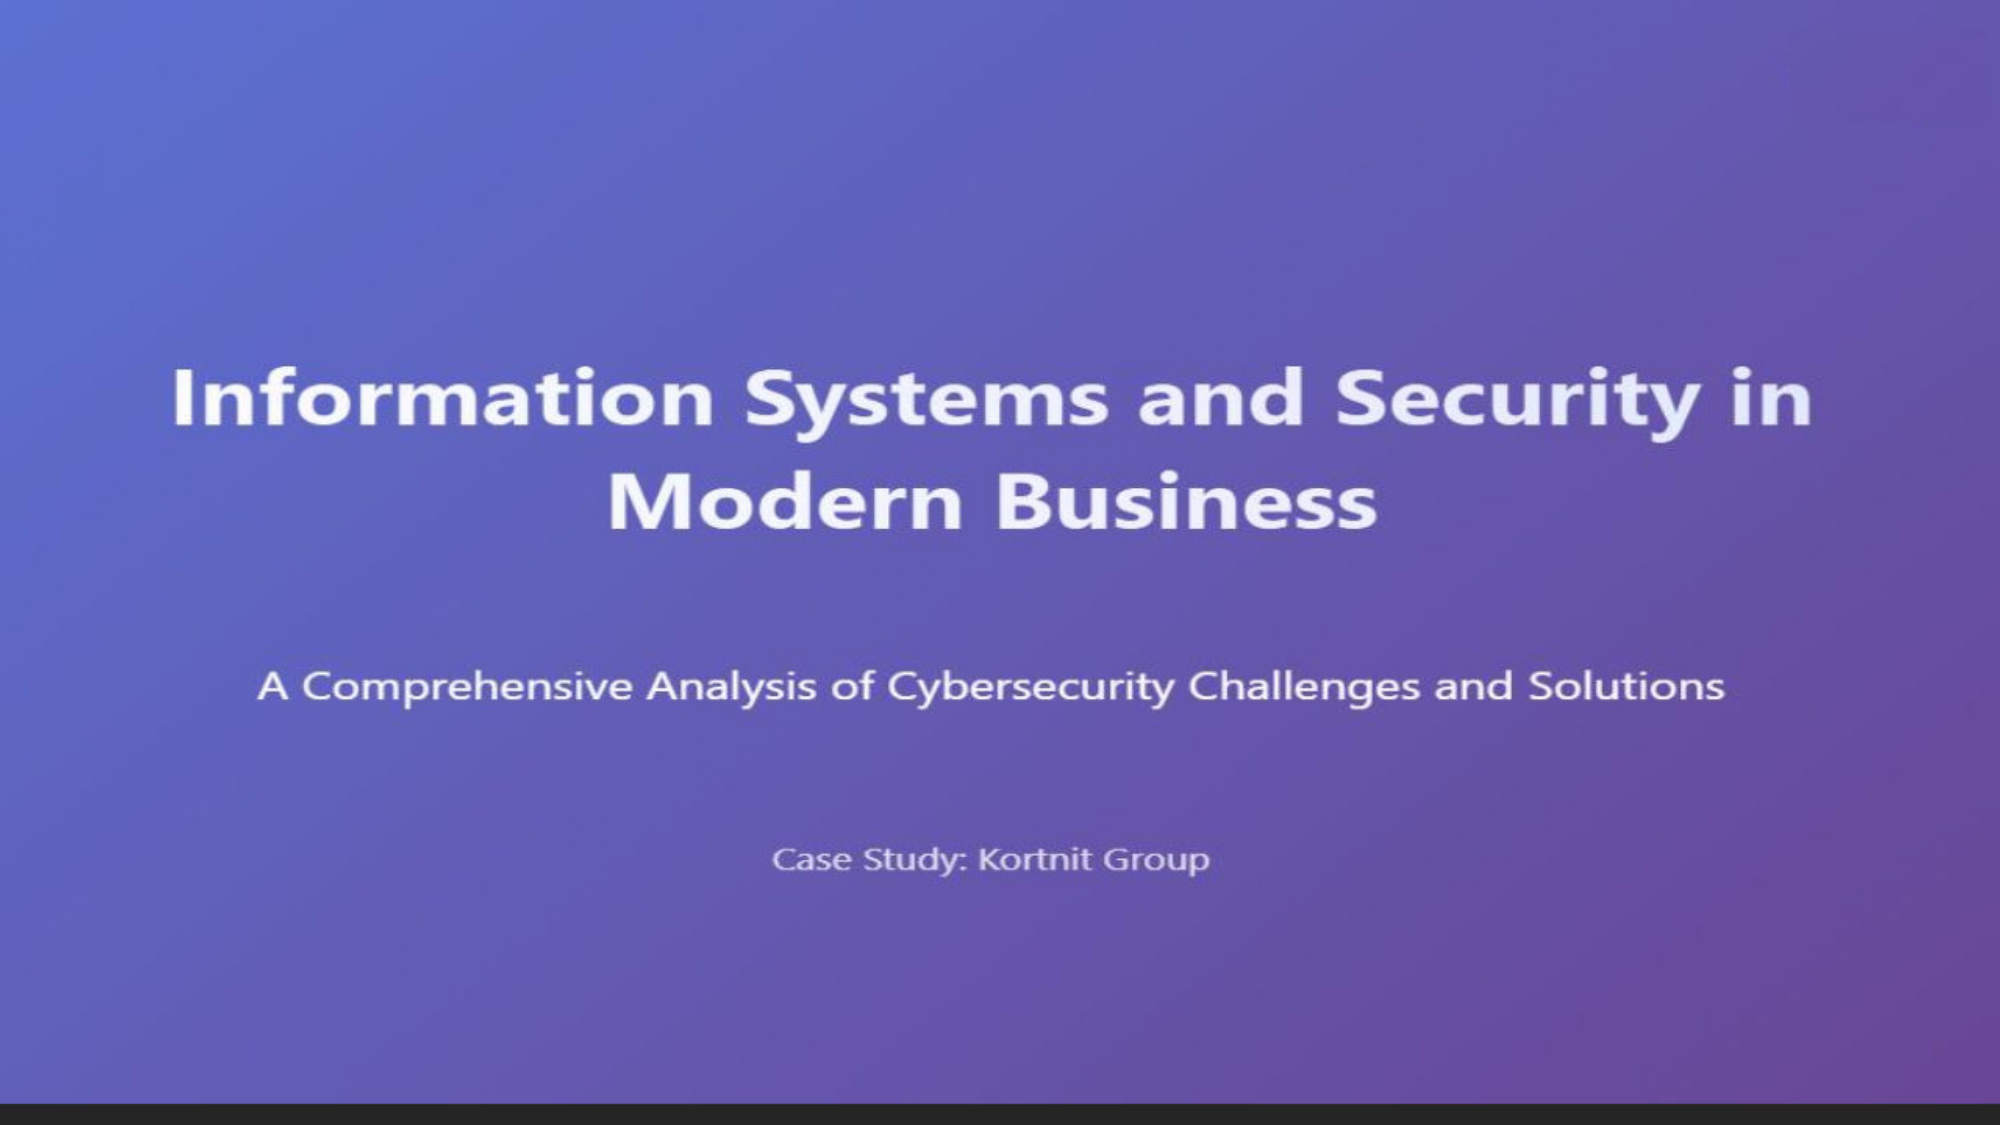 Information Systems and Security in
Modern Business
A Comprehensive Analysis of Cybersecurity Challenges and Solutions
Case Study: Kortnit Group